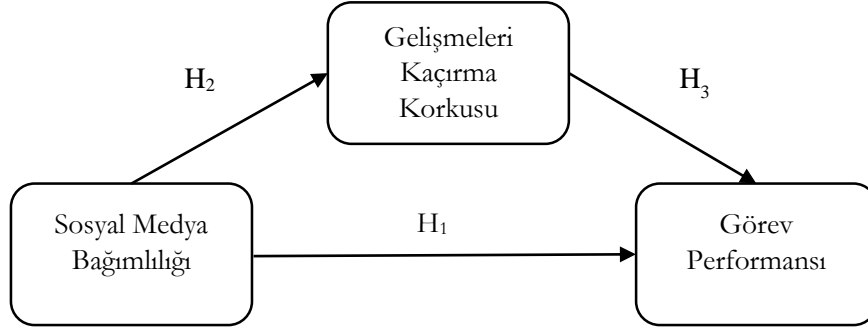 Gelişmeleri
Kaçırma
Korkusu
H₂
H₃
Sosyal Medya
Bağımlılığı
H₁
Görev
Performansı